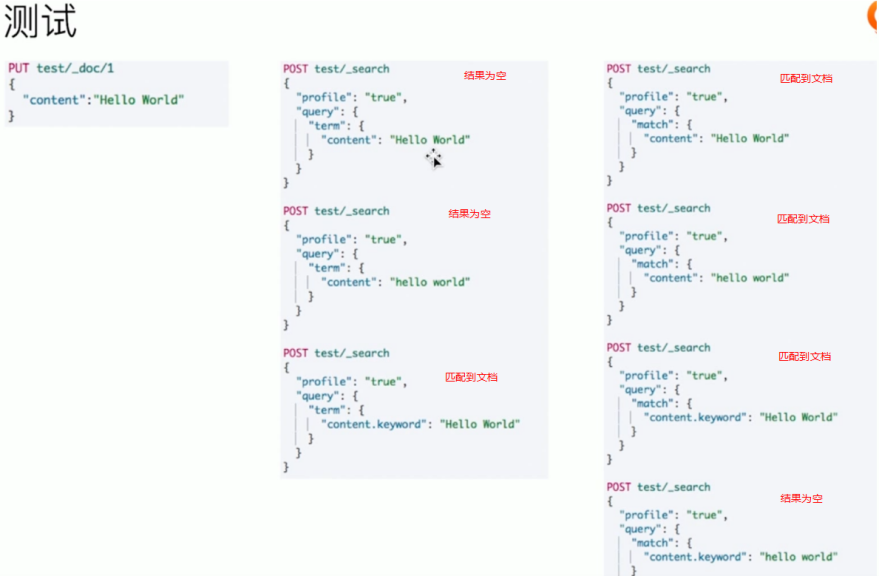 测试
PUT test/_doc/1
{
"content":"Hello World"
}
POST test/_search
结果为空
{
"profile": "true",
"query": {
"term": {
"content": "Hello World"
}
}
}
POST test/_search
结果为空
{
"profile": "true",
"query": {
"term": {
"content": "hello world"
}
}
}
POST test/_search
{
匹配到文档
"profile": "true",
"query": {
"term": {
"content.keyword": "Hello World"
}
}
}
POST test/_search
匹配到文档
{
"profile": "true",
"query": {
"match": {
"content": "Hello World"
}
}
}
POST test/_search
匹配到文档
{
"profile": "true",
"query": {
"match": {
"content": "hello world"
}
}
}
POST test/_search
匹配到文档
{
"profile": "true",
"query": {
"match": {
"content.keyword": "Hello World"
}
}
}
POST test/_search
结果为空
{
"profile": "true",
"query": {
"match": {
"content.keyword": "hello world"
}